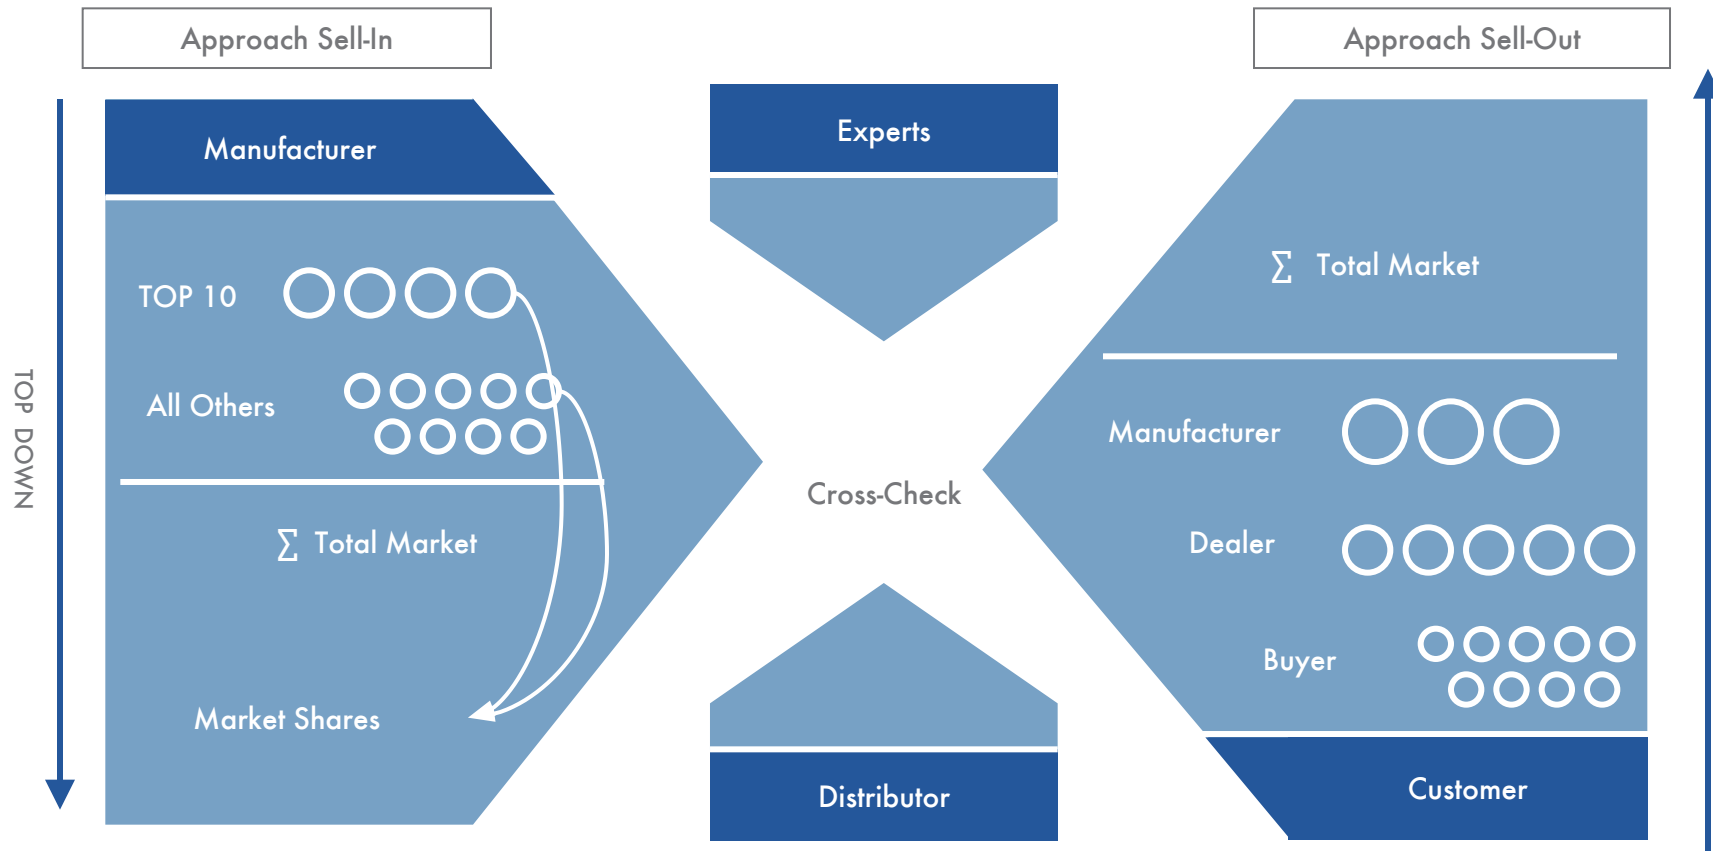 Approach Sell-In
Manufacturer
TOP 10
All Others
∑ Total Market
Market Shares
TOP DOWN
Experts
Cross-Check
Distributor
Approach Sell-Out
∑ Total Market
Manufacturer
Dealer
Buyer
Customer